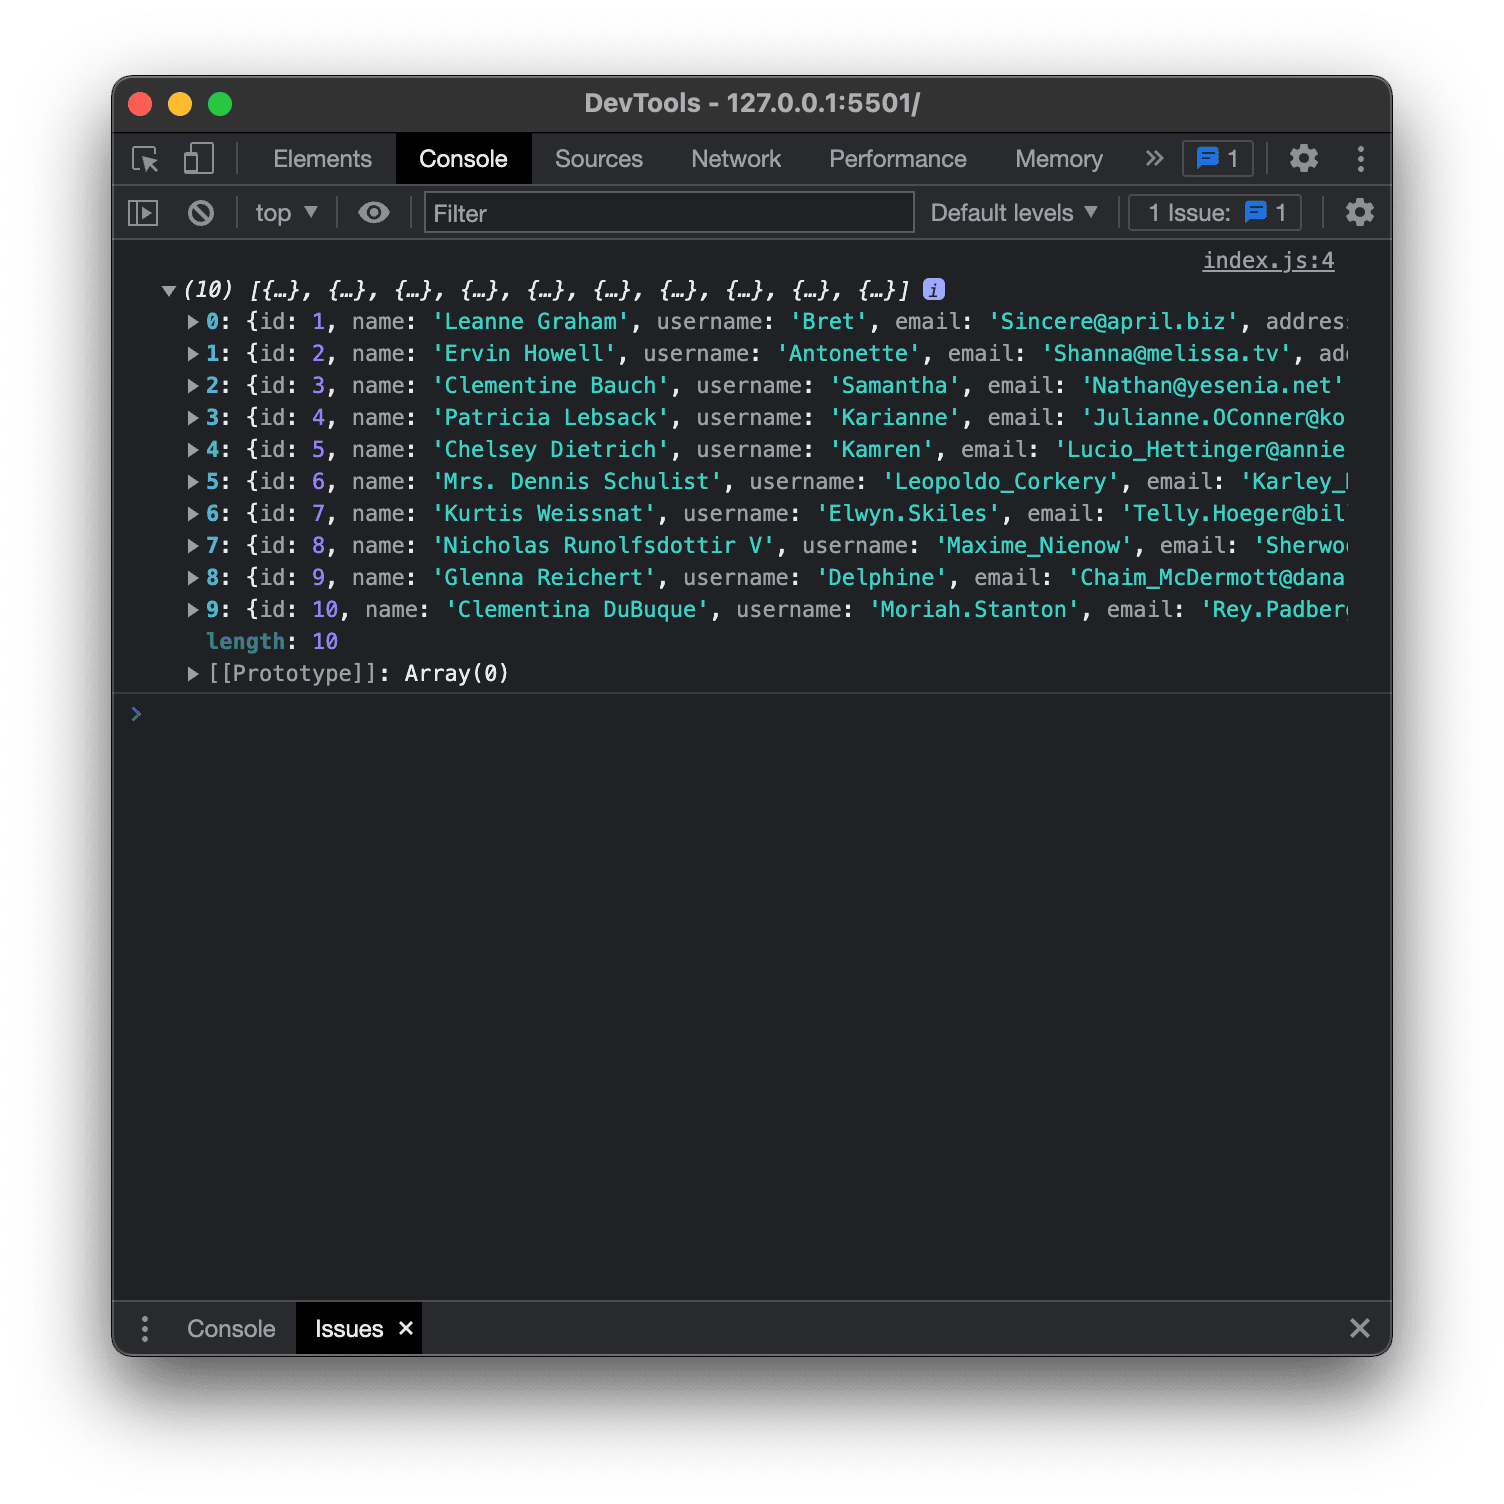 DevTools - 127.0.0.1:5501/
Elements Console Sources Network Performance Memory » 1
top ▼ Filter Default levels ▼ 1 Issue: 1
index.js:4
▼(10) [{…}, {…}, {…}, {…}, {…}, {…}, {…}, {…}, {…}, {…}] i
▶0: {id: 1, name: 'Leanne Graham', username: 'Bret', email: 'Sincere@april.biz', addres
▶1: {id: 2, name: 'Ervin Howell', username: 'Antonette', email: 'Shanna@melissa.tv', ad
▶2: {id: 3, name: 'Clementine Bauch', username: 'Samantha', email: 'Nathan@yesenia.net'
▶3: {id: 4, name: 'Patricia Lebsack', username: 'Karianne', email: 'Julianne.OConner@ko
▶4: {id: 5, name: 'Chelsey Dietrich', username: 'Kamren', email: 'Lucio_Hettinger@annie
▶5: {id: 6, name: 'Mrs. Dennis Schulist', username: 'Leopoldo_Corkery', email: 'Karley_
▶6: {id: 7, name: 'Kurtis Weissnat', username: 'Elwyn.Skiles', email: 'Telly.Hoeger@bil
▶7: {id: 8, name: 'Nicholas Runolfsdottir V', username: 'Maxime_Nienow', email: 'Sherwo
▶8: {id: 9, name: 'Glenna Reichert', username: 'Delphine', email: 'Chaim_McDermott@dana
▶9: {id: 10, name: 'Clementina DuBuque', username: 'Moriah.Stanton', email: 'Rey.Padber
length: 10
▶[[Prototype]]: Array(0)
>
Console Issues ×